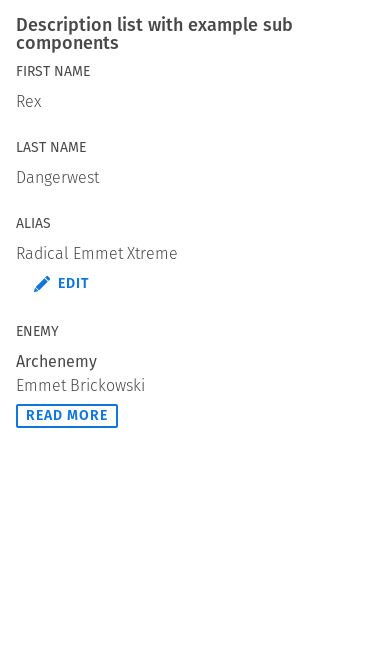 Description list with example sub
components
FIRST NAME
Rex
LAST NAME
Dangerwest
ALIAS
Radical Emmet Xtreme
EDIT
ENEMY
Archenemy
Emmet Brickowski
READ MORE